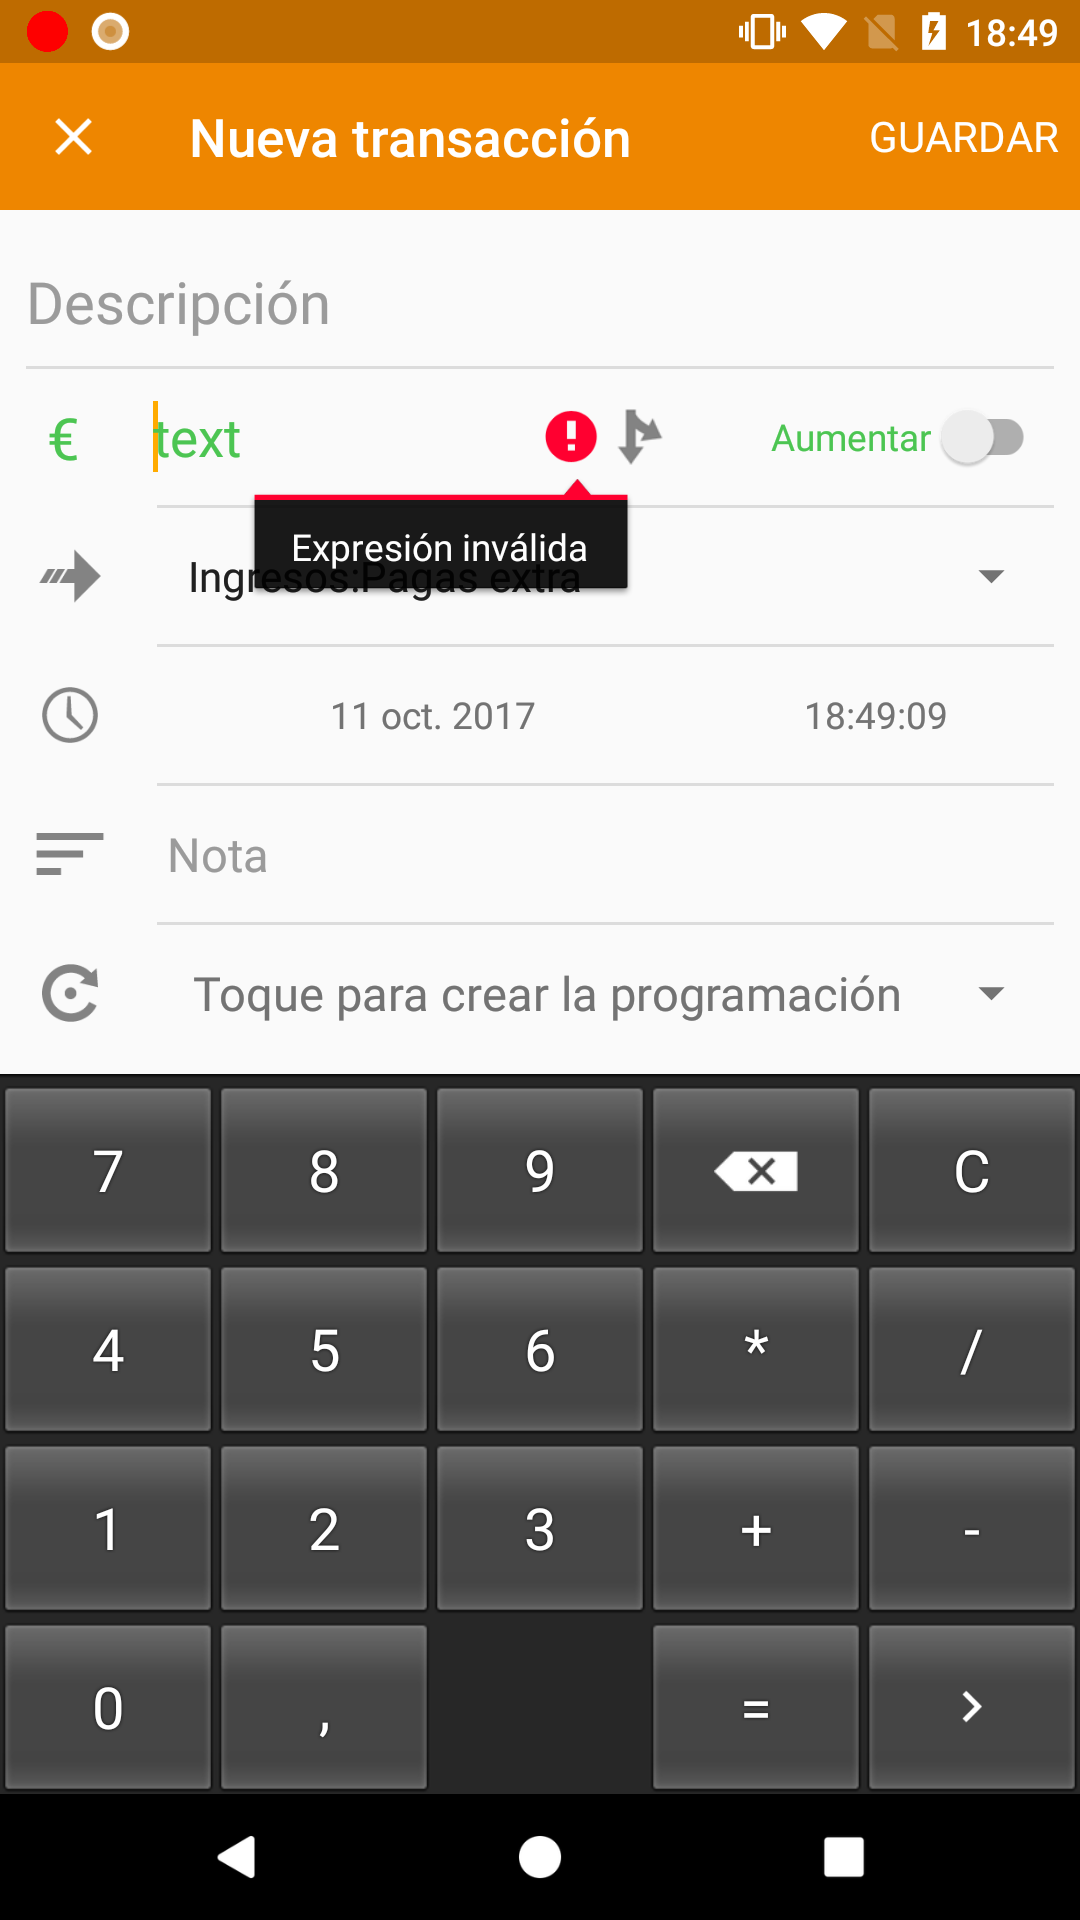 18:49
Nueva transacción
GUARDAR
Descripción
€ text Aumentar
Expresión inválida
Ingresos:Pagas extra
11 oct. 2017 18:49:09
Nota
Toque para crear la programación
7 8 9 C
4 5 6 * /
1 2 3 + -
0 , = >